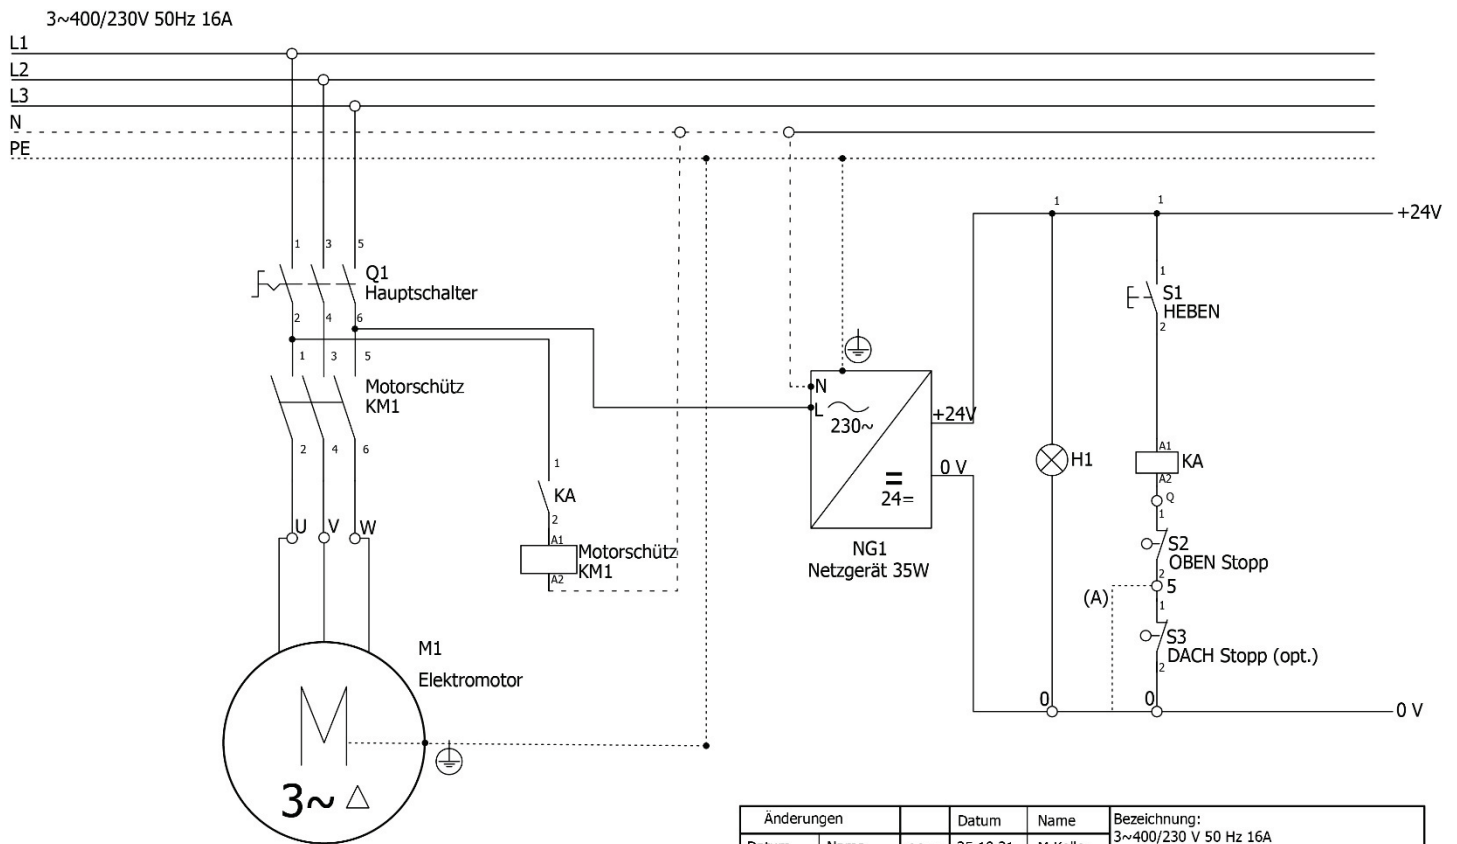 3~400/230V 50Hz 16A
L1
L2
L3
N
PE
1 3 5
Q1
Hauptschalter
2 4 6
1 3 5
Motorschütz
KM1
2 4 6
U V W
1
KA
2
A1
Motorschütz
KM1
A2
M1
Elektromotor
M
3~ △
N
L
230~
=
24=
+24V
0 V
NG1
Netzgerät 35W
1 1
+24V
1
S1
HEBEN
2
H1
A1
KA
A2
Q
1
S2
OBEN Stopp
2
5
(A)
1
S3
DACH Stopp (opt.)
2
0 0
0 V
Änderungen Datum Name Bezeichnung:
3~400/230 V 50 Hz 16A
Datum Name